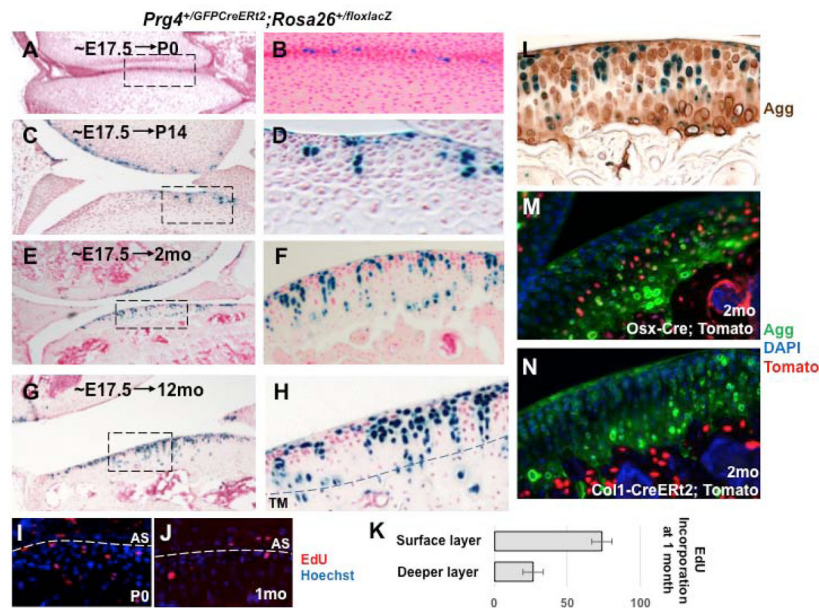 Prg4+/GFPCreERt2;Rosa26+/floxlacZ
A ~E17.5→P0
B
C ~E17.5→P14
D
E ~E17.5→2mo
F
G ~E17.5→12mo
H
TM
I AS
P0
J AS
1mo
EdU
Hoechst
K
Surface layer
Deeper layer
0 50 100
EdU
Incorporation
at 1 month
L
Agg
M
2mo
Osx-Cre; Tomato
Agg
DAPI
Tomato
N
2mo
Col1-CreERt2; Tomato